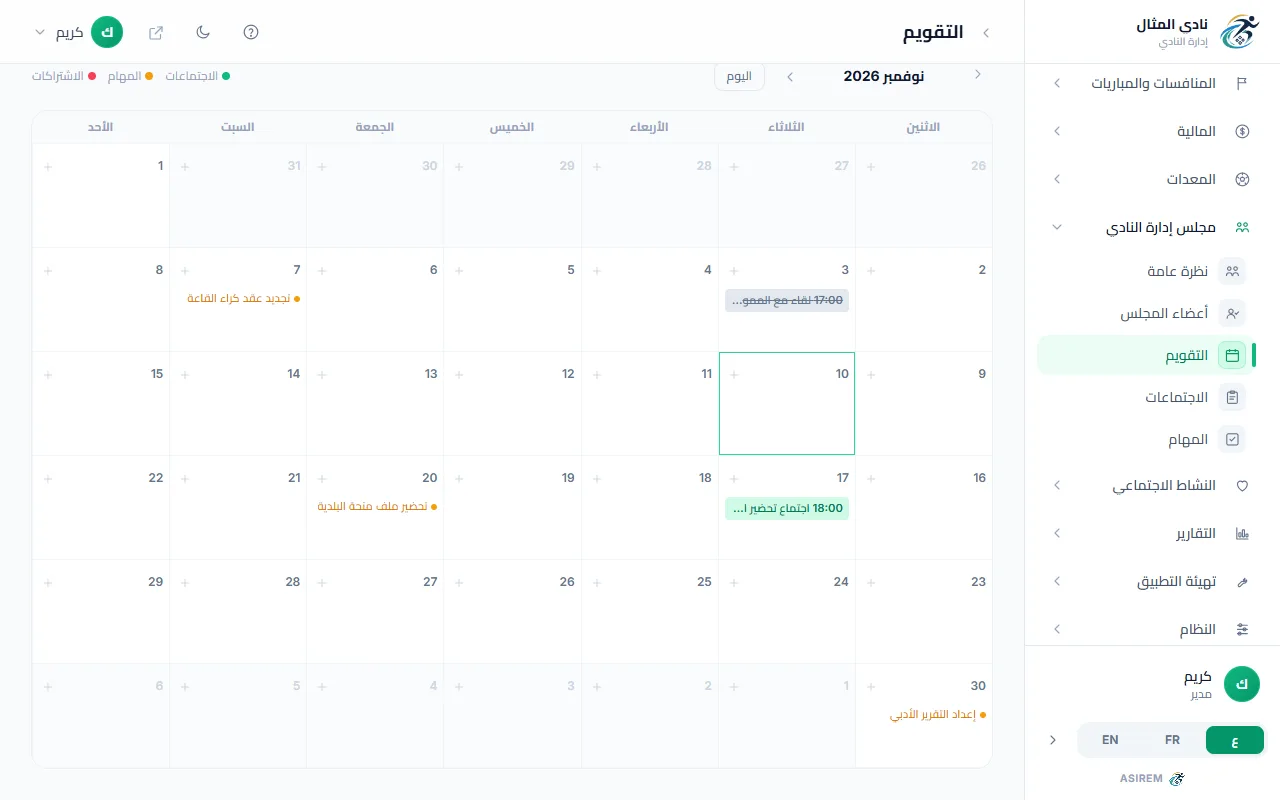 نادي المثال
إدارة النادي
المنافسات والمباريات
المالية
المعدات
مجلس إدارة النادي
نظرة عامة
أعضاء المجلس
التقويم
الاجتماعات
المهام
النشاط الاجتماعي
التقارير
تهيئة التطبيق
النظام
ك
كريم
مدير
ع FR EN
ASIREM
التقويم
ك كريم
نوفمبر 2026
اليوم
الاجتماعات المهام الاشتراكات
الاثنين الثلاثاء الأربعاء الخميس الجمعة السبت الأحد
26 27 28 29 30 31 1
2 3 4 5 6 7 8
17:00 لقاء مع الممو...
تجديد عقد كراء القاعة
9 10 11 12 13 14 15
16 17 18 19 20 21 22
18:00 اجتماع تحضير ا...
تحضير ملف منحة البلدية
23 24 25 26 27 28 29
30 1 2 3 4 5 6
إعداد التقرير الأدبي